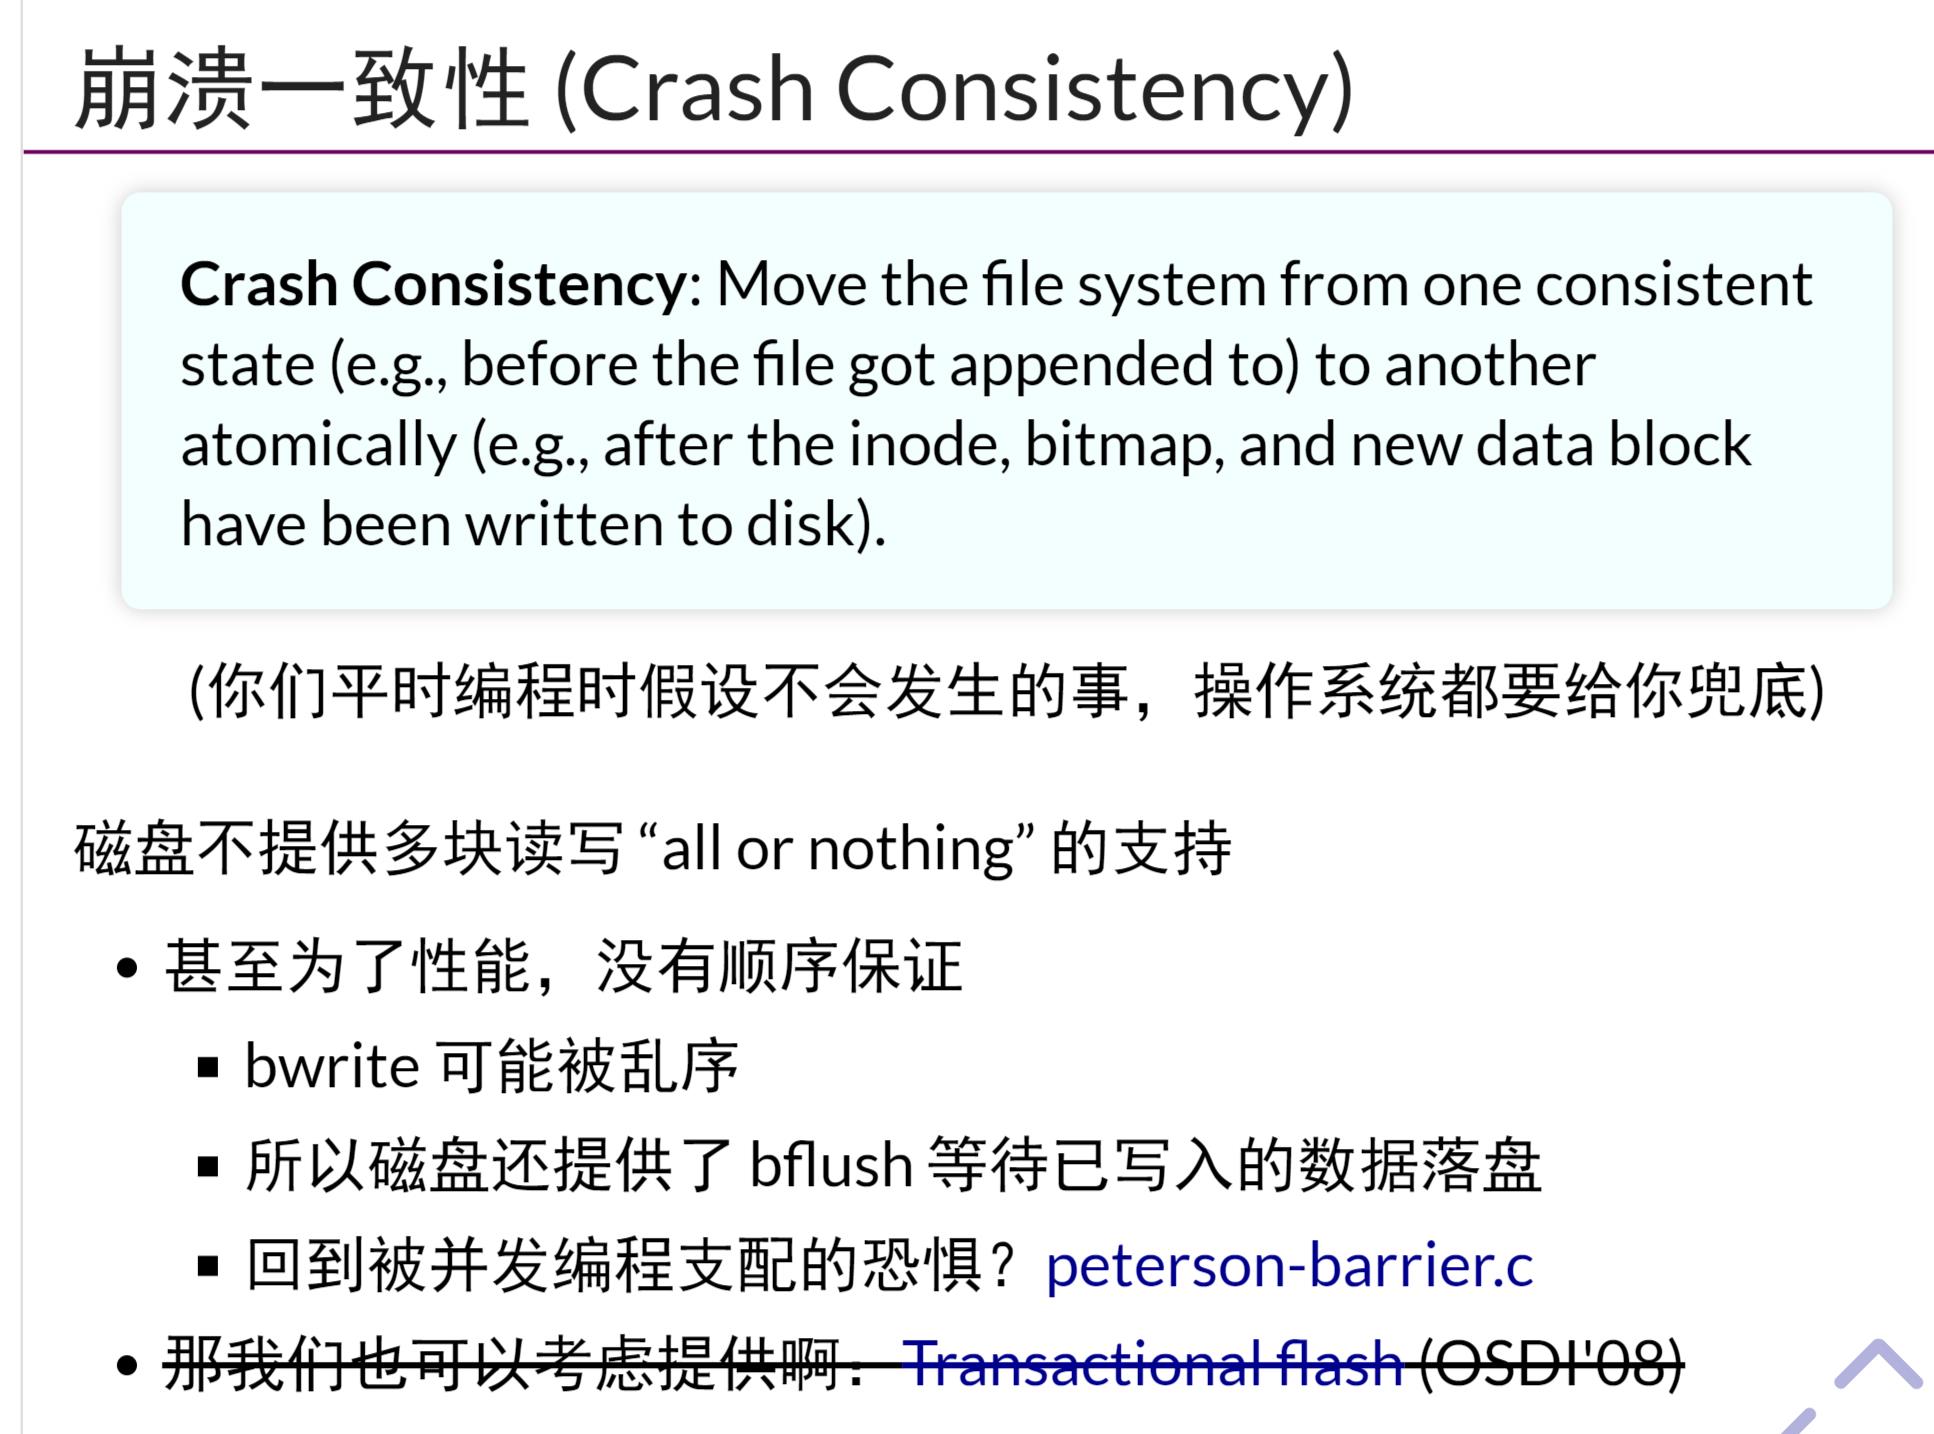 崩溃一致性 (Crash Consistency)
Crash Consistency: Move the file system from one consistent
state (e.g., before the file got appended to) to another
atomically (e.g., after the inode, bitmap, and new data block
have been written to disk).
(你们平时编程时假设不会发生的事，操作系统都要给你兜底)
磁盘不提供多块读写 “all or nothing” 的支持
• 甚至为了性能，没有顺序保证
▪ bwrite 可能被乱序
▪ 所以磁盘还提供了 bflush 等待已写入的数据落盘
▪ 回到被并发编程支配的恐惧？peterson-barrier.c
• 那我们也可以考虑提供啊：Transactional flash (OSDI'08)